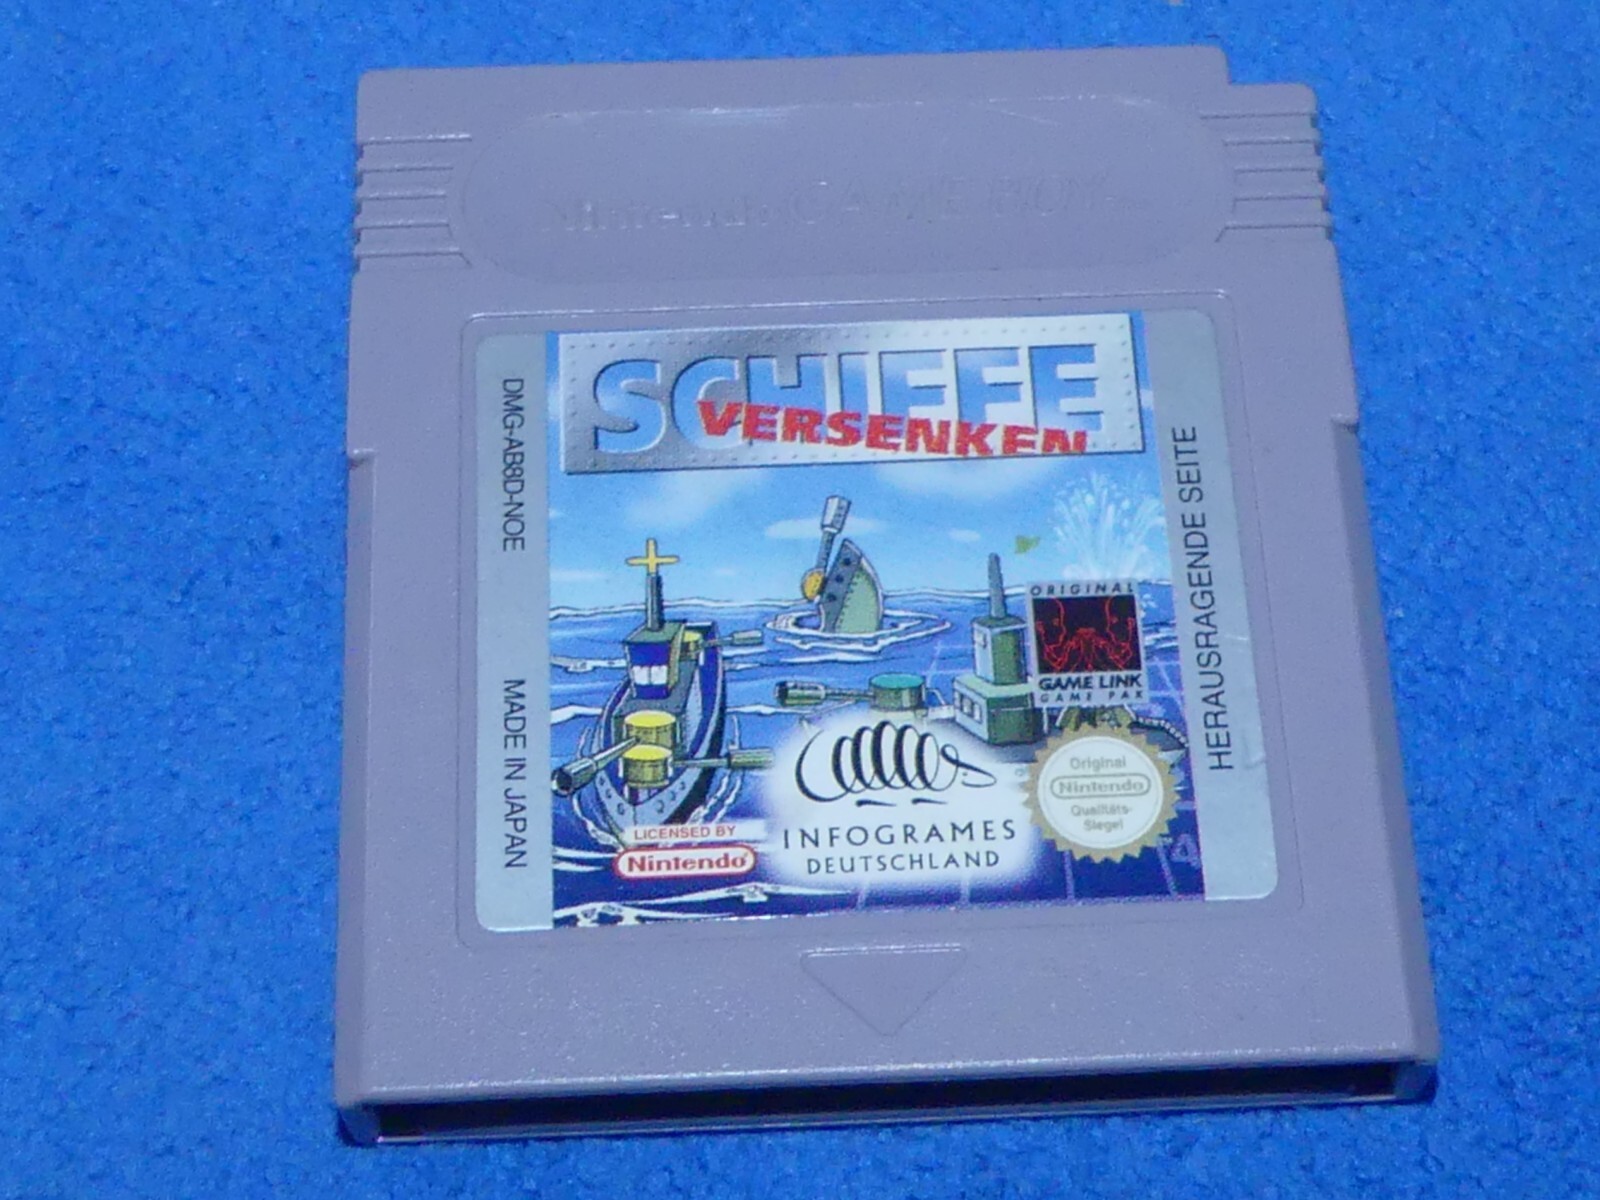 Nintendo GAME BOY
SCHIFFE
VERSENKEN
DMG-AB8D-NOE
MADE IN JAPAN
HERAUSRAGENDE SEITE
ORIGINAL
GAME LINK
GAME PAK
Original
Nintendo
Qualitäts-
Siegel
LICENSED BY
Nintendo®
INFOGRAMES
DEUTSCHLAND